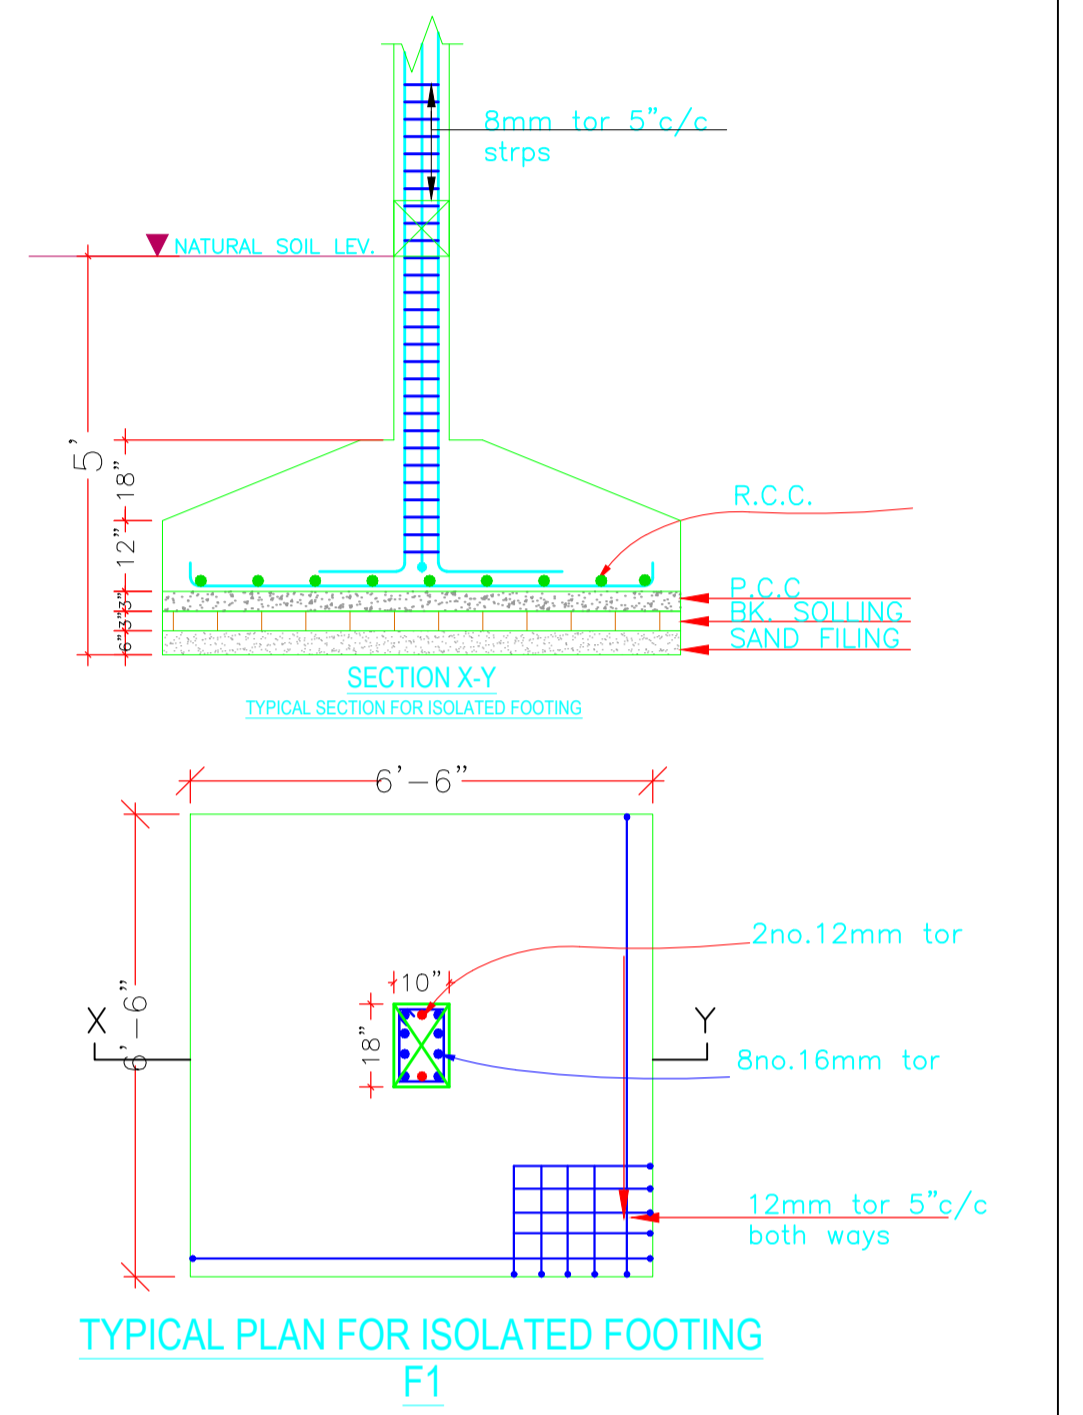 8mm tor 5”c/c
strps
NATURAL SOIL LEV.
5’
18”
12”
3”
3”
6”
R.C.C.
P.C.C
BK. SOLLING
SAND FILING
SECTION X-Y
TYPICAL SECTION FOR ISOLATED FOOTING
6’-6”
6’-6”
2no.12mm tor
10”
18”
X
Y
8no.16mm tor
12mm tor 5”c/c
both ways
TYPICAL PLAN FOR ISOLATED FOOTING
F1